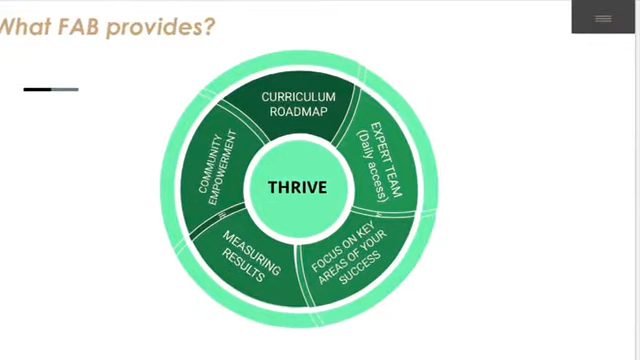 What FAB provides?
CURRICULUM
ROADMAP
EXPERT TEAM
(Daily access)
FOCUS ON KEY
AREAS OF YOUR
SUCCESS
MEASURING
RESULTS
COMMUNITY
EMPOWERMENT
THRIVE